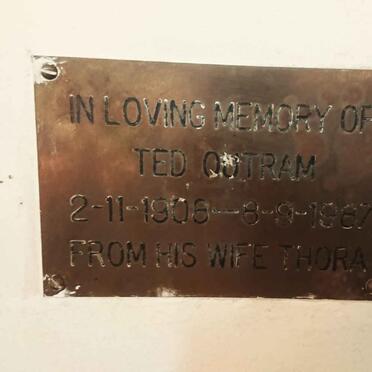 IN LOVING MEMORY OF
TED OUTRAM
2-11-1908-8-9-1967
FROM HIS WIFE THORA